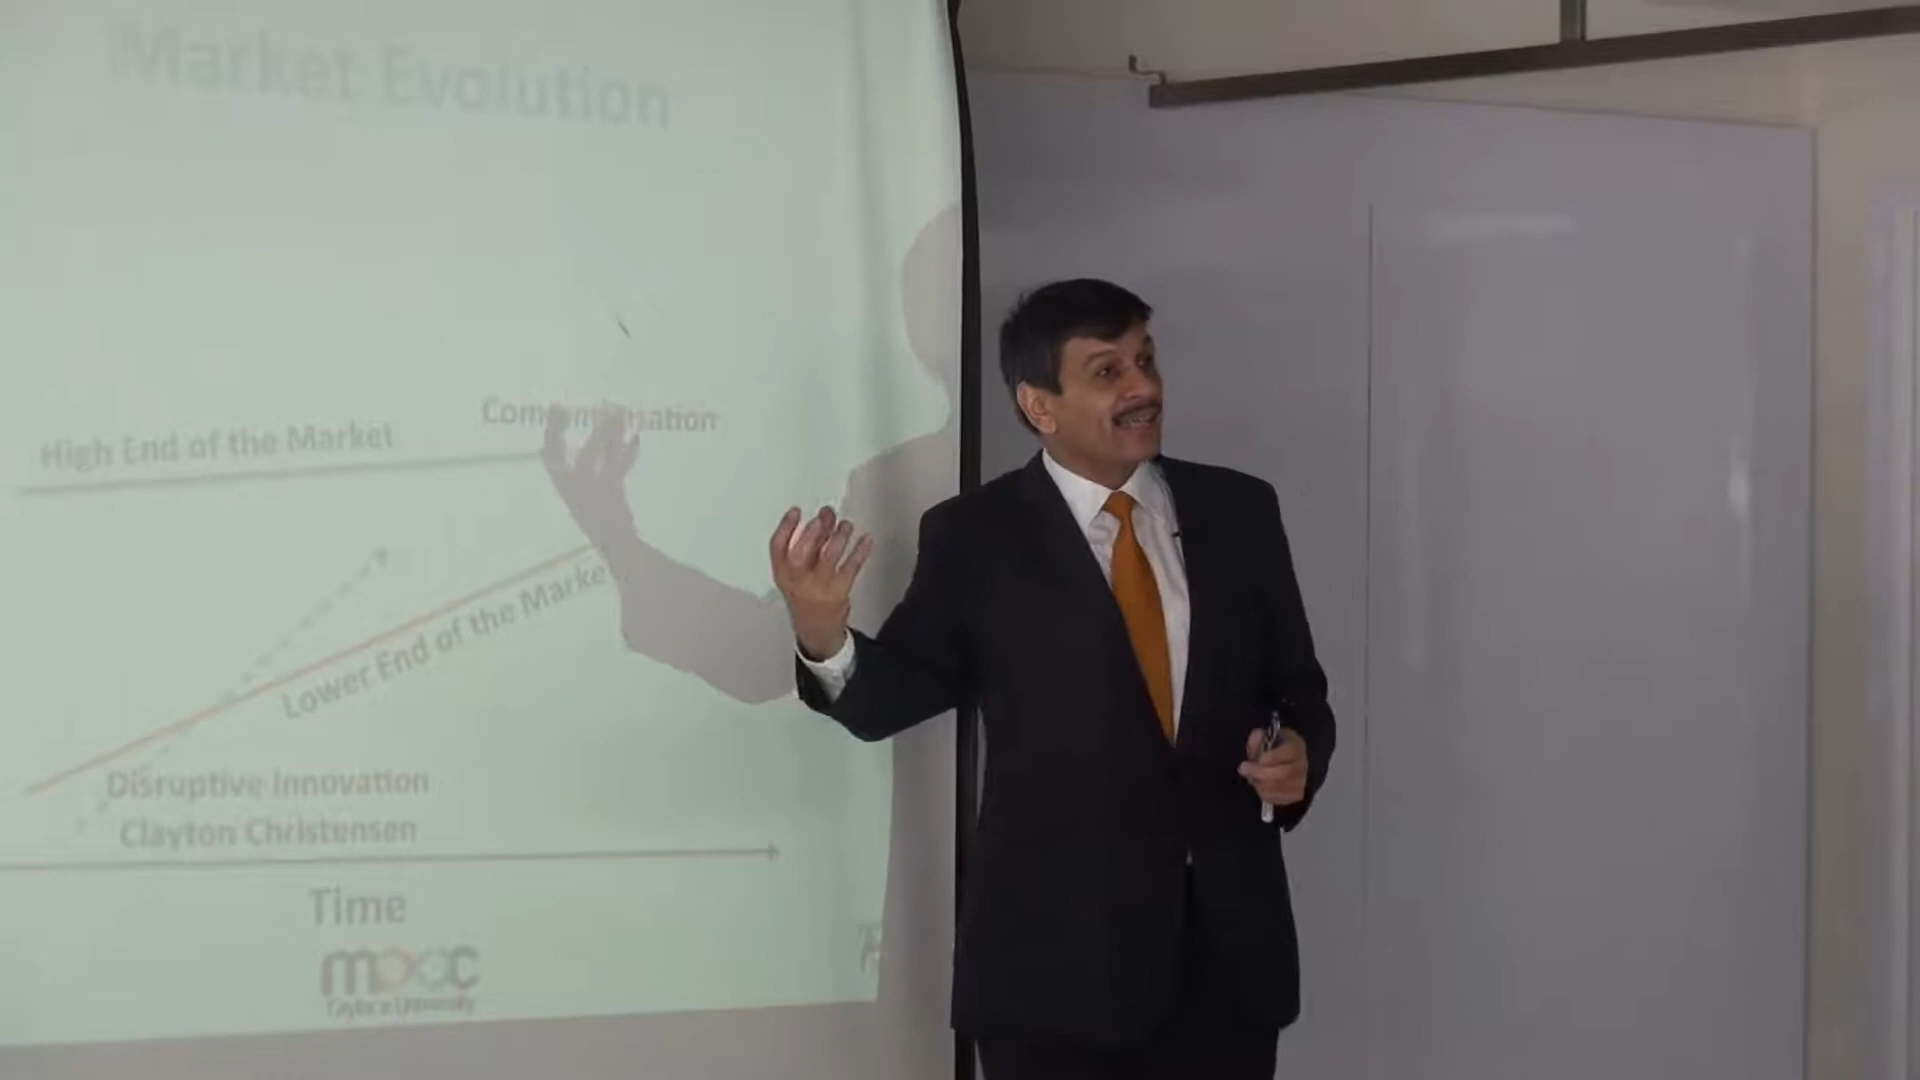 Market Evolution
High End of the Market
Lower End of the Market
Disruptive Innovation
Clayton Christensen
Time
mooc
Taylor's University